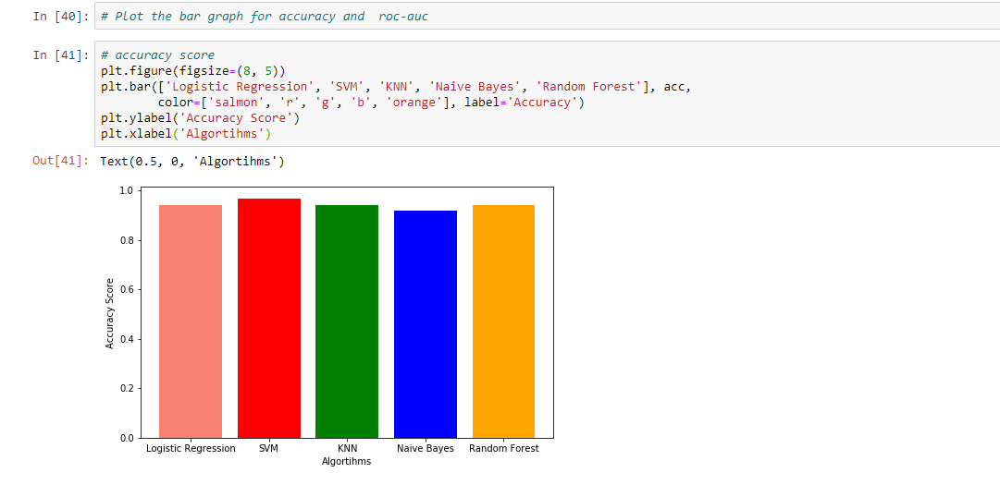 In [40]: # Plot the bar graph for accuracy and  roc-auc
In [41]: # accuracy score
plt.figure(figsize=(8, 5))
plt.bar(['Logistic Regression', 'SVM', 'KNN', 'Naive Bayes', 'Random Forest'], acc,
        color=['salmon', 'r', 'g', 'b', 'orange'], label='Accuracy')
plt.ylabel('Accuracy Score')
plt.xlabel('Algortihms')
Out[41]: Text(0.5, 0, 'Algortihms')
1.0
0.8
0.6
0.4
0.2
0.0
Accuracy Score
Logistic Regression SVM KNN Naive Bayes Random Forest
Algortihms